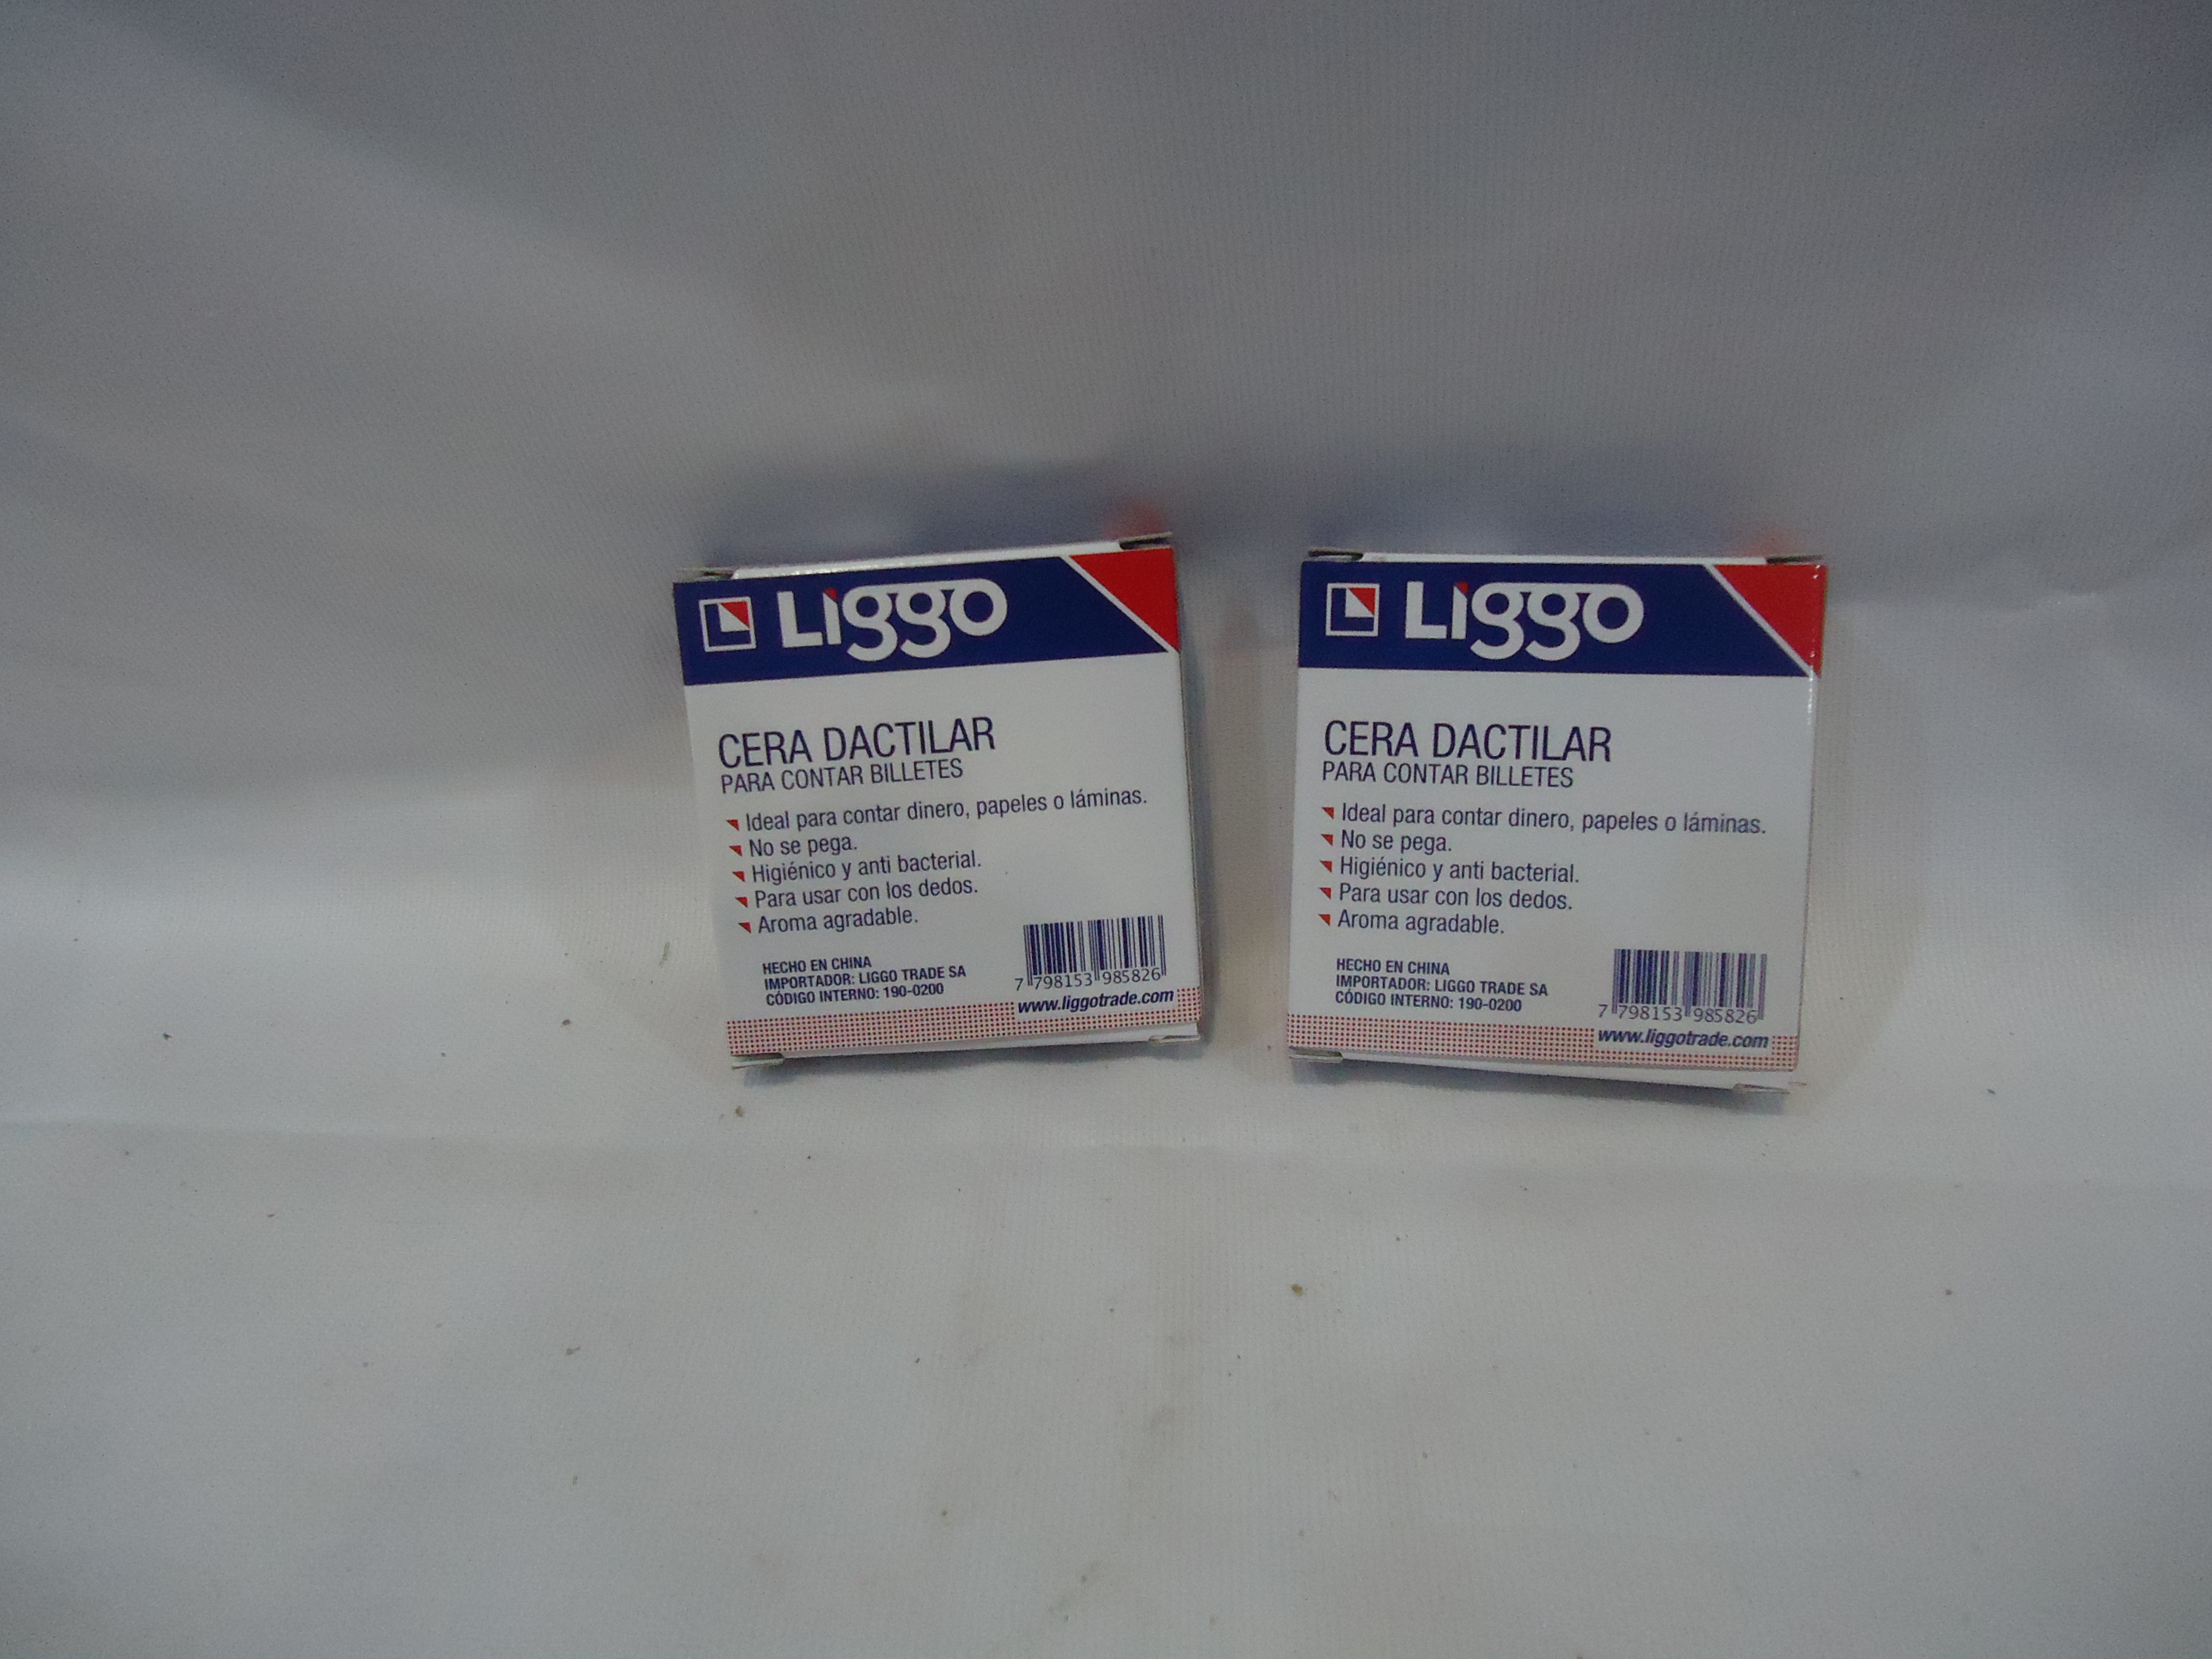 Liggo
CERA DACTILAR
PARA CONTAR BILLETES
Ideal para contar dinero, papeles o láminas.
No se pega.
Higiénico y anti bacterial.
Para usar con los dedos.
Aroma agradable.
HECHO EN CHINA
IMPORTADOR: LIGGO TRADE SA
CÓDIGO INTERNO: 190-0200
7 798153 985826
www.liggotrade.com
Liggo
CERA DACTILAR
PARA CONTAR BILLETES
Ideal para contar dinero, papeles o láminas.
No se pega.
Higiénico y anti bacterial.
Para usar con los dedos.
Aroma agradable.
HECHO EN CHINA
IMPORTADOR: LIGGO TRADE SA
CÓDIGO INTERNO: 190-0200
7 798153 985826
www.liggotrade.com